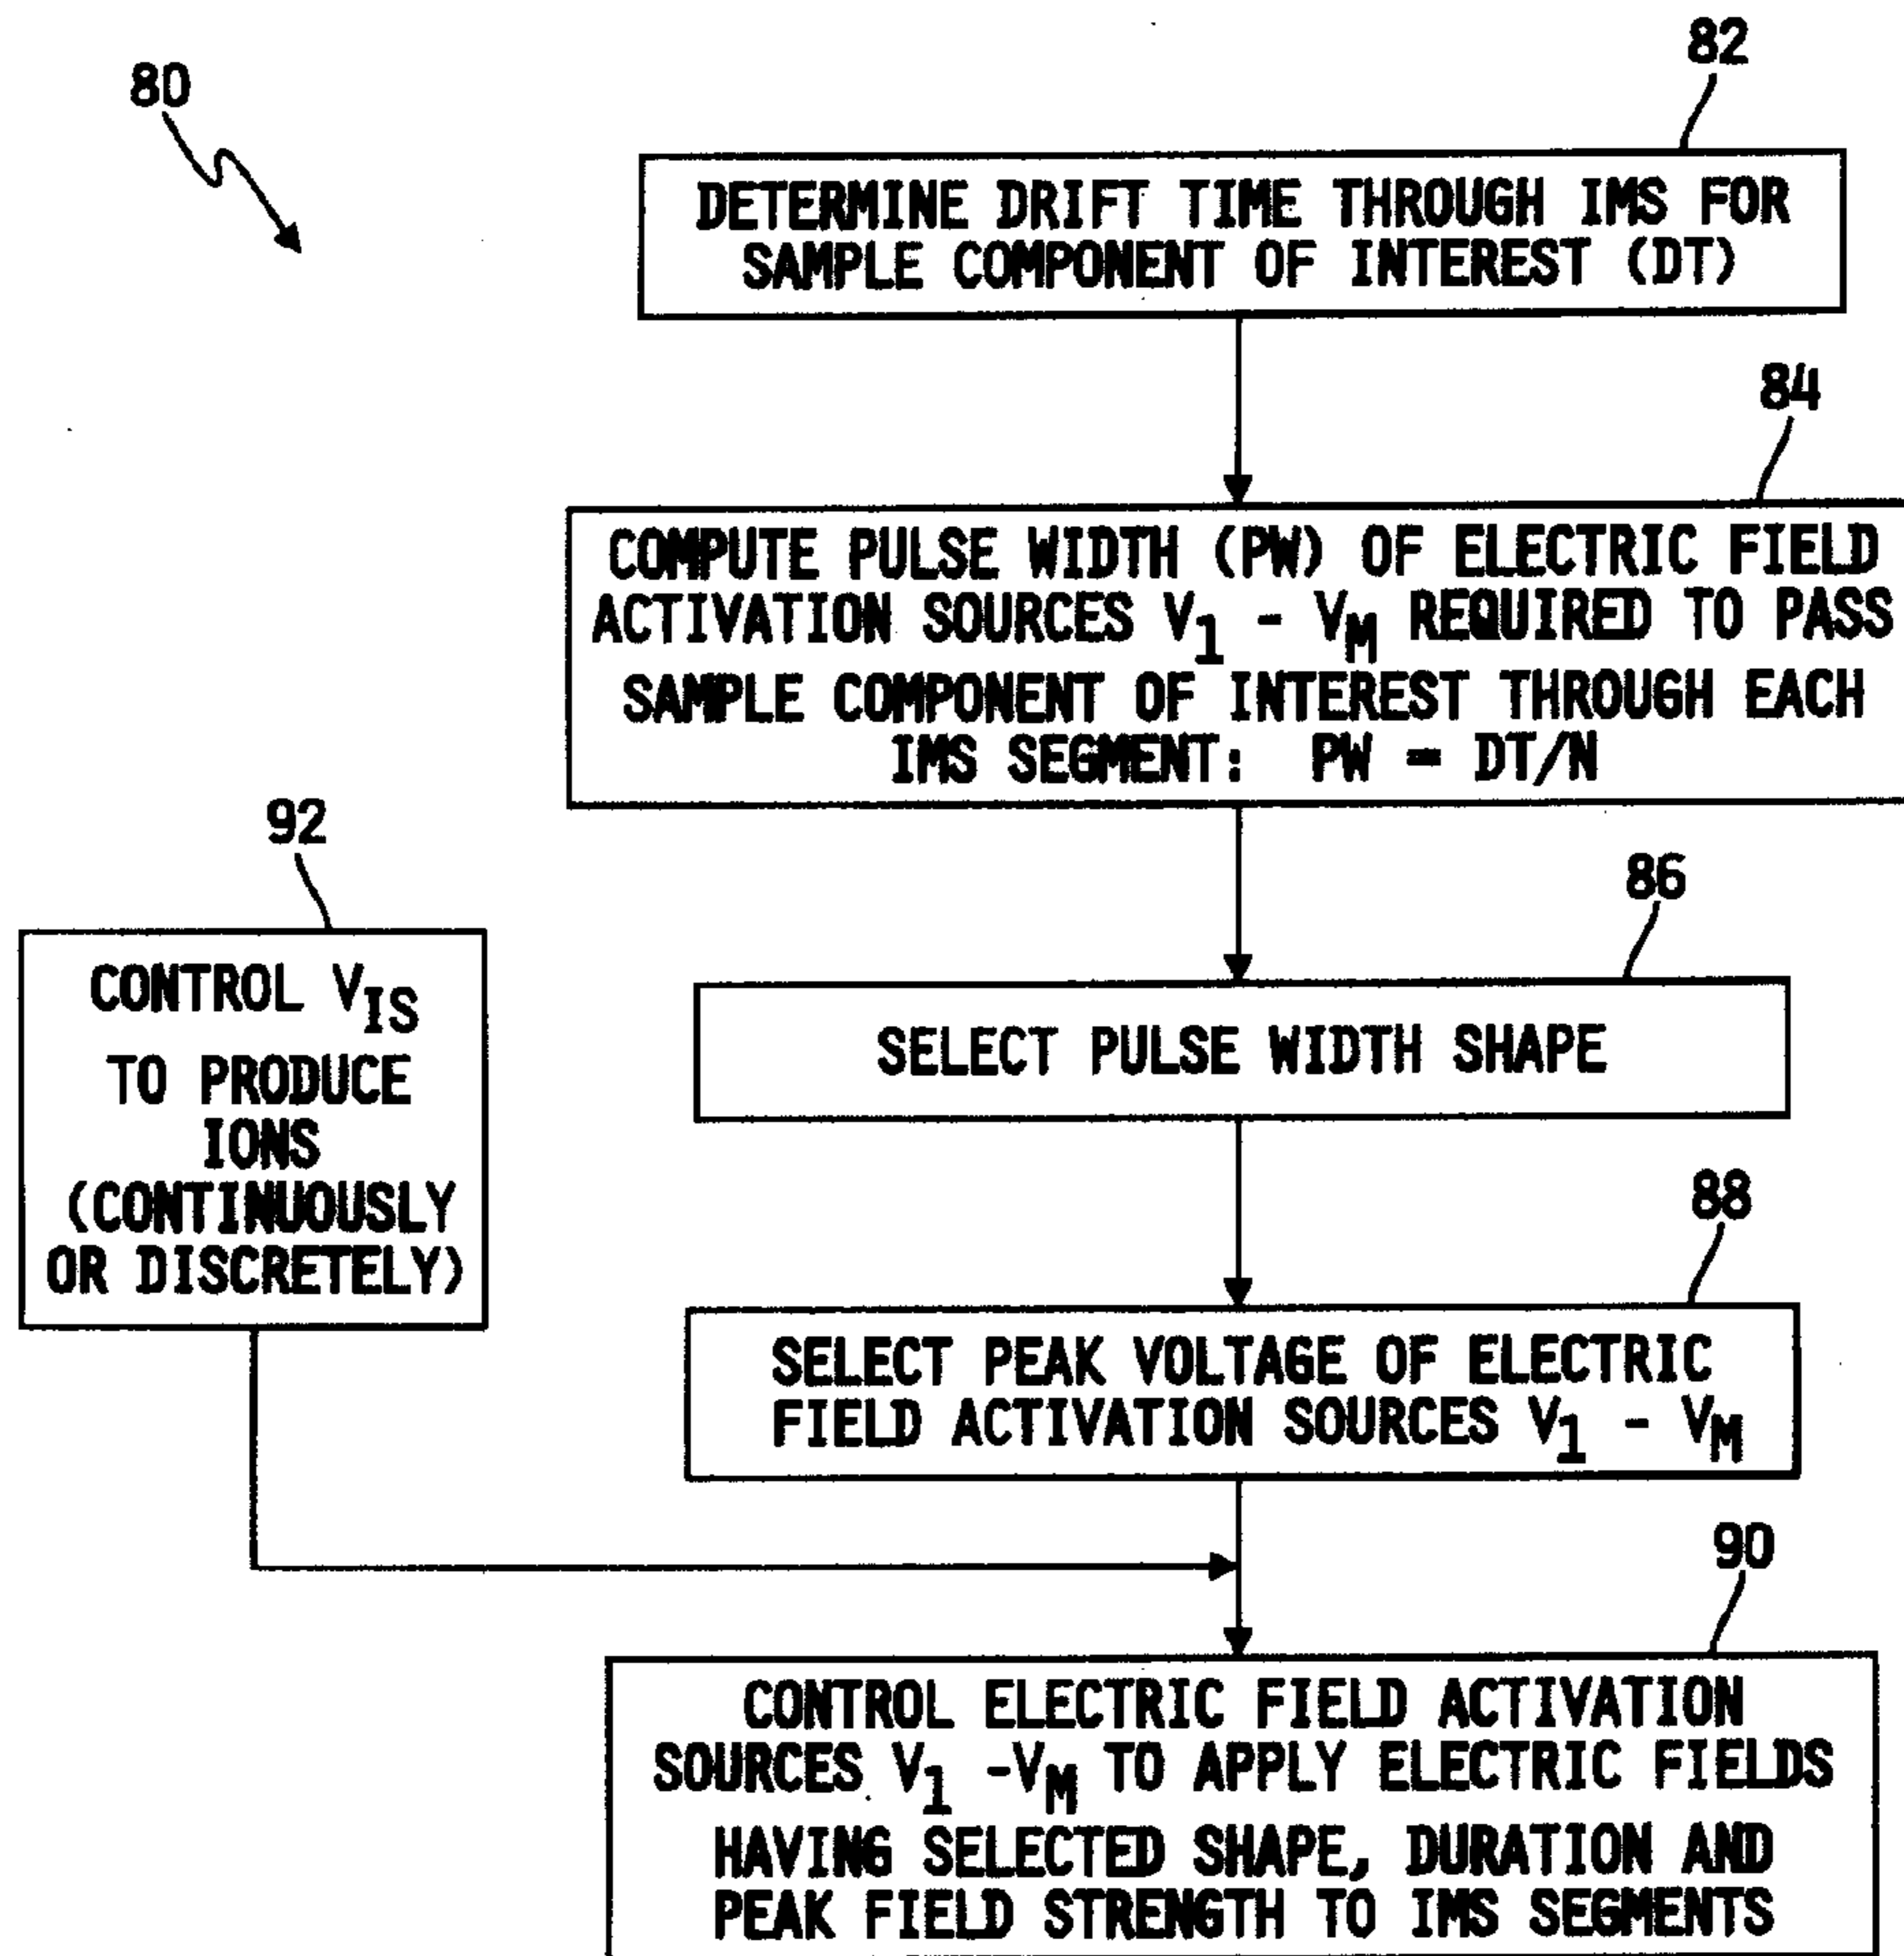 80
82
DETERMINE DRIFT TIME THROUGH IMS FOR
SAMPLE COMPONENT OF INTEREST (DT)
84
COMPUTE PULSE WIDTH (PW) OF ELECTRIC FIELD
ACTIVATION SOURCES V1 - VM REQUIRED TO PASS
SAMPLE COMPONENT OF INTEREST THROUGH EACH
IMS SEGMENT: PW = DT/N
86
SELECT PULSE WIDTH SHAPE
88
SELECT PEAK VOLTAGE OF ELECTRIC
FIELD ACTIVATION SOURCES V1 - VM
92
CONTROL VIS
TO PRODUCE
IONS
(CONTINUOUSLY
OR DISCRETELY)
90
CONTROL ELECTRIC FIELD ACTIVATION
SOURCES V1 -VM TO APPLY ELECTRIC FIELDS
HAVING SELECTED SHAPE, DURATION AND
PEAK FIELD STRENGTH TO IMS SEGMENTS